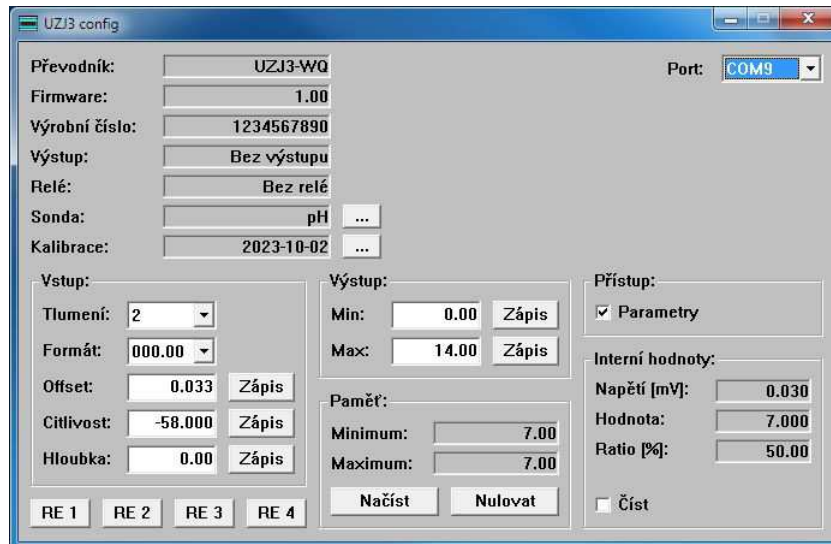 UZJ3 config
Převodník: UZJ3-WQ
Port: COM9
Firmware: 1.00
Výrobní číslo: 1234567890
Výstup: Bez výstupu
Relé: Bez relé
Sonda: pH ...
Kalibrace: 2023-10-02 ...
Vstup:
Tlumení: 2
Formát: 000.00
Offset: 0.033 Zápis
Citlivost: -58.000 Zápis
Hloubka: 0.00 Zápis
RE 1 RE 2 RE 3 RE 4
Výstup:
Min: 0.00 Zápis
Max: 14.00 Zápis
Paměť:
Minimum: 7.00
Maximum: 7.00
Načíst Nulovat
Přístup:
Parametry
Interní hodnoty:
Napětí [mV]: 0.030
Hodnota: 7.000
Ratio [%]: 50.00
Číst